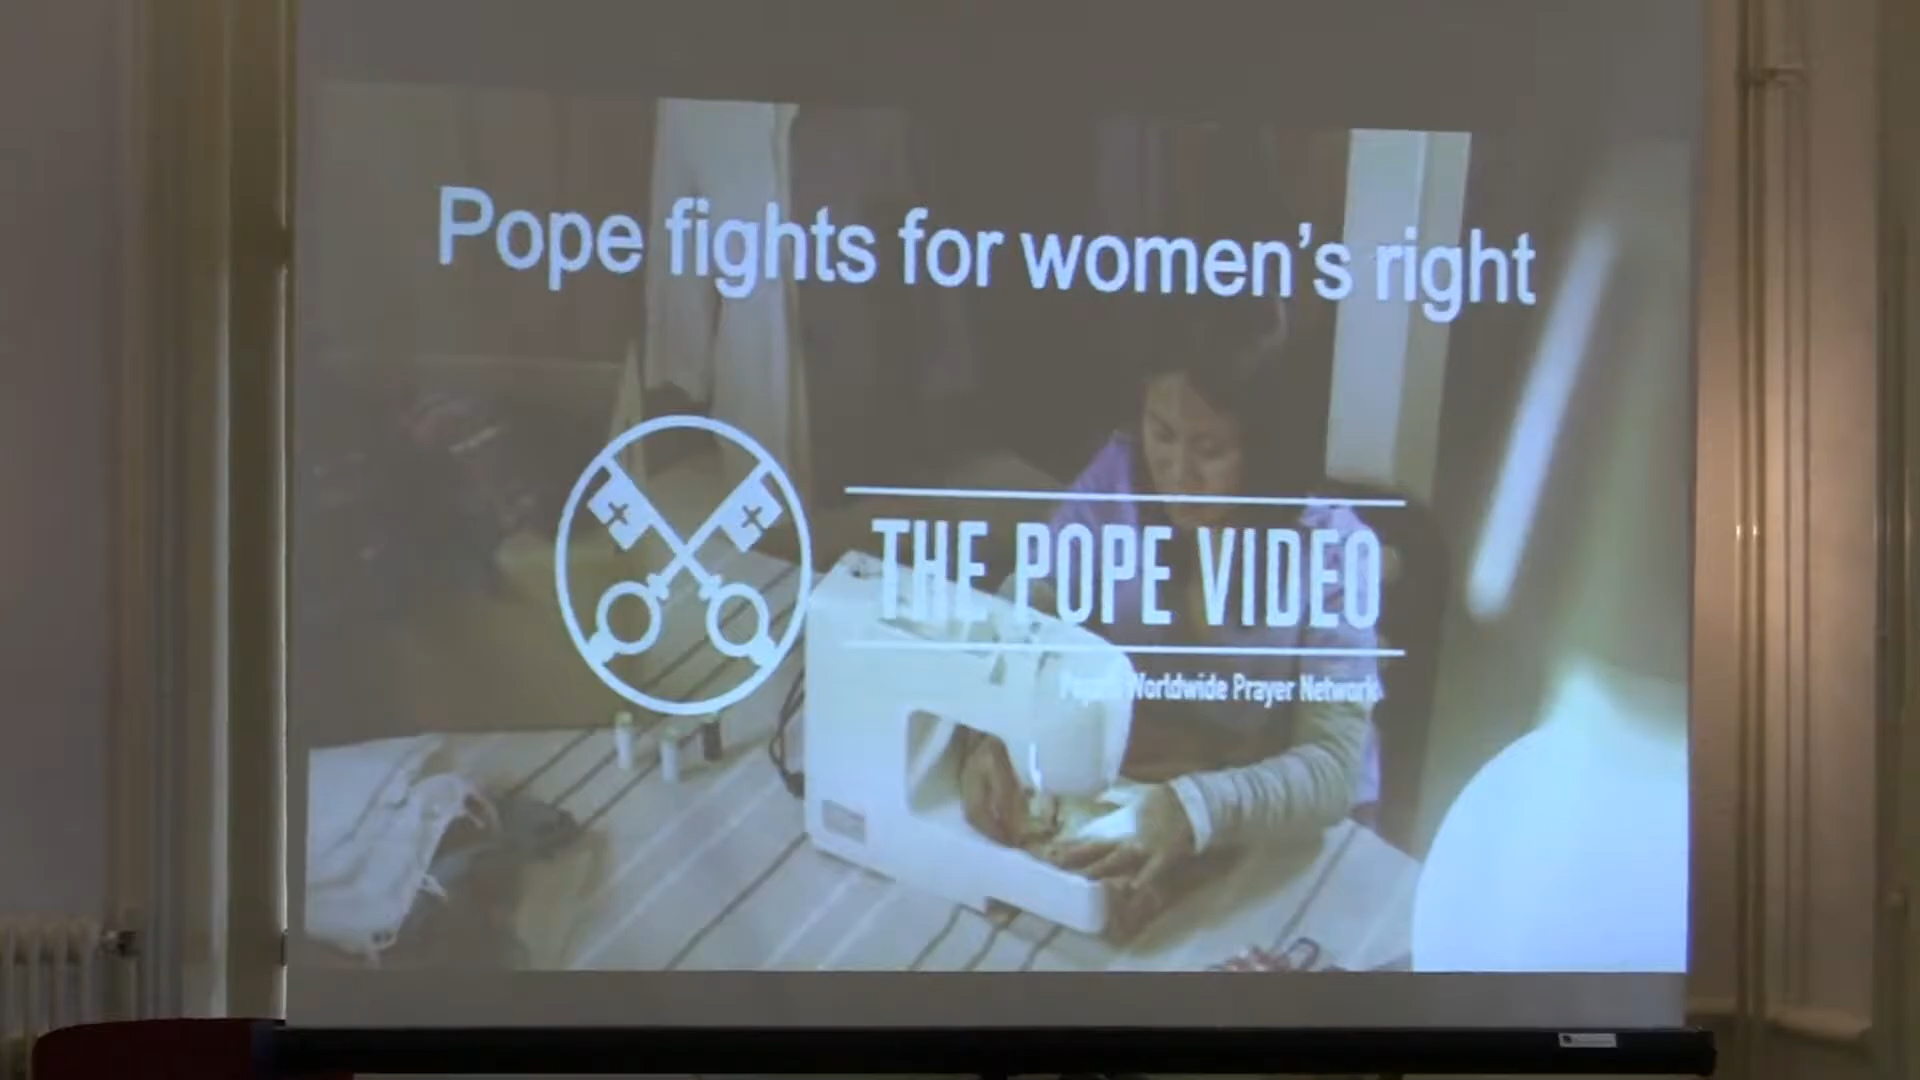 Pope fights for women's right
THE POPE VIDEO
Worldwide Prayer Network